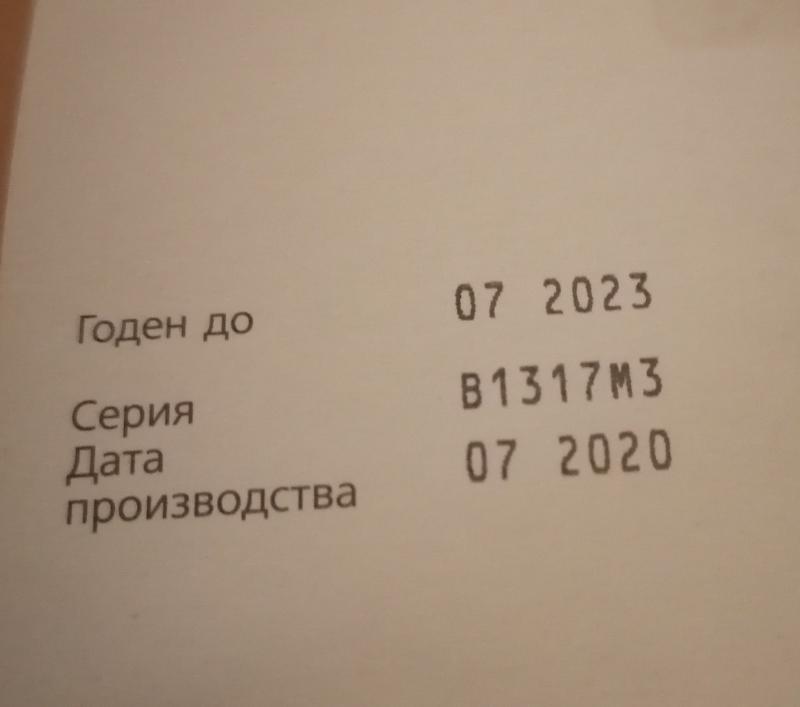 Годен до 07 2023
Серия B1317M3
Дата 07 2020
производства